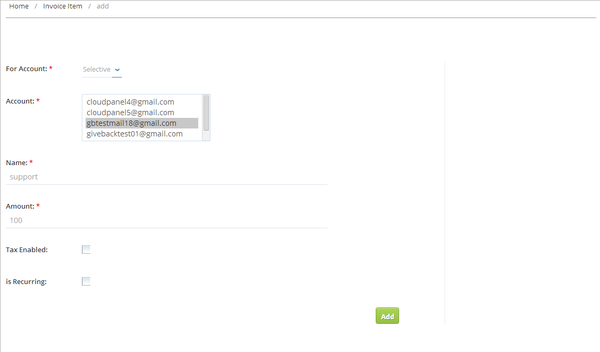 Home / Invoice Item / add
For Account: * Selective
Account: *
cloudpanel4@gmail.com
cloudpanel5@gmail.com
gbtestmail18@gmail.com
givebacktest01@gmail.com
Name: *
support
Amount: *
100
Tax Enabled:
is Recurring:
Add